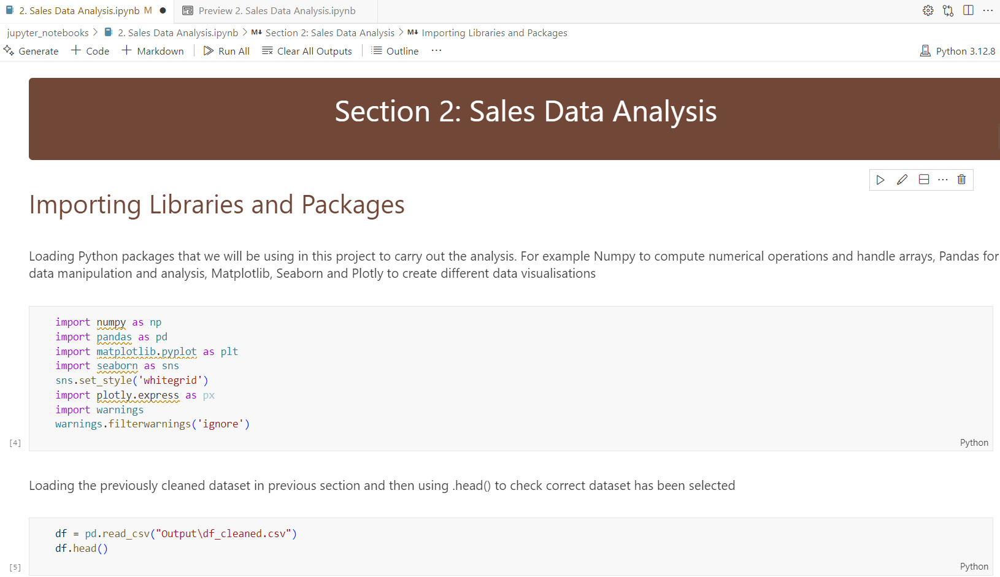 2. Sales Data Analysis.ipynb M
Preview 2. Sales Data Analysis.ipynb
jupyter_notebooks > 2. Sales Data Analysis.ipynb > M↓ Section 2: Sales Data Analysis > M↓ Importing Libraries and Packages
Generate + Code + Markdown Run All Clear All Outputs Outline ... Python 3.12.8
Section 2: Sales Data Analysis
Importing Libraries and Packages
Loading Python packages that we will be using in this project to carry out the analysis. For example Numpy to compute numerical operations and handle arrays, Pandas for
data manipulation and analysis, Matplotlib, Seaborn and Plotly to create different data visualisations
import numpy as np
import pandas as pd
import matplotlib.pyplot as plt
import seaborn as sns
sns.set_style('whitegrid')
import plotly.express as px
import warnings
warnings.filterwarnings('ignore')
[4]
Python
Loading the previously cleaned dataset in previous section and then using .head() to check correct dataset has been selected
df = pd.read_csv("Output\df_cleaned.csv")
df.head()
[5]
Python